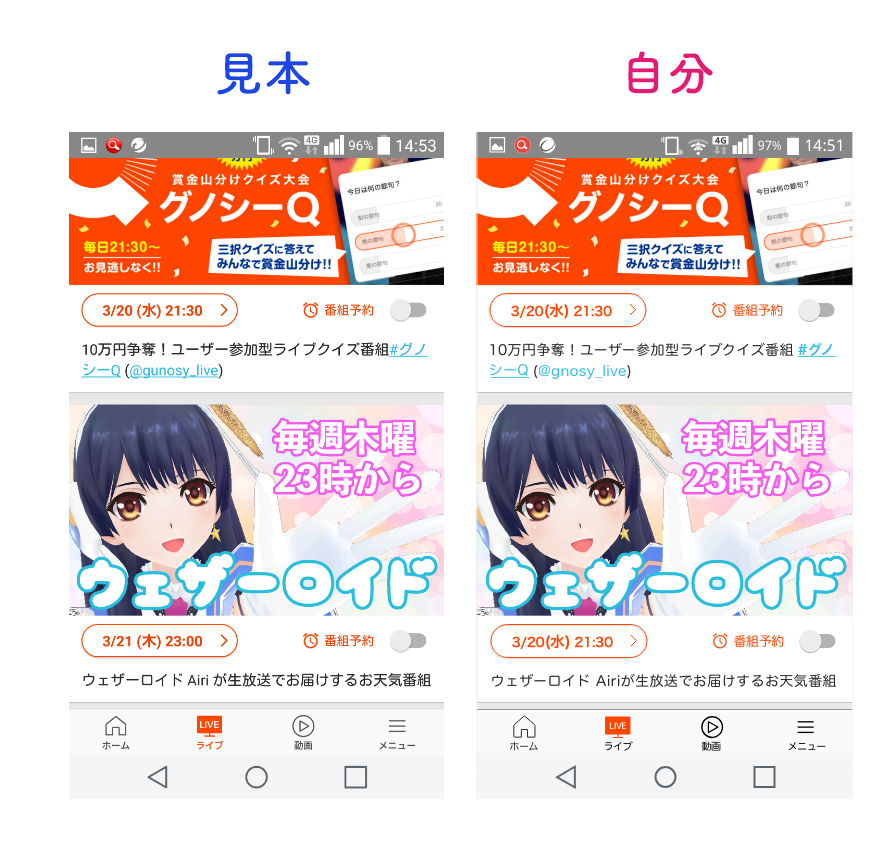 見本
自分
4G 96% 14:53
賞金山分けクイズ大会
グノシーQ
毎日21:30～
お見逃しなく!!
三択クイズに答えて
みんなで賞金山分け!!
今日は何の節句？
3/20 (水) 21:30
番組予約
10万円争奪！ユーザー参加型ライブクイズ番組#グノ
シーQ (@gunosy_live)
毎週木曜
23時から
ウェザーロイド
3/21 (木) 23:00
番組予約
ウェザーロイド Airi が生放送でお届けするお天気番組
LIVE
ホーム ライブ 動画 メニュー
4G 97% 14:51
賞金山分けクイズ大会
グノシーQ
毎日21:30～
お見逃しなく!!
三択クイズに答えて
みんなで賞金山分け!!
今日は何の節句？
3/20(水) 21:30
番組予約
10万円争奪！ユーザー参加型ライブクイズ番組 #グノ
シーQ (@gnosy_live)
毎週木曜
23時から
ウェザーロイド
3/20(水) 21:30
番組予約
ウェザーロイド Airiが生放送でお届けするお天気番組
LIVE
ホーム ライブ 動画 メニュー